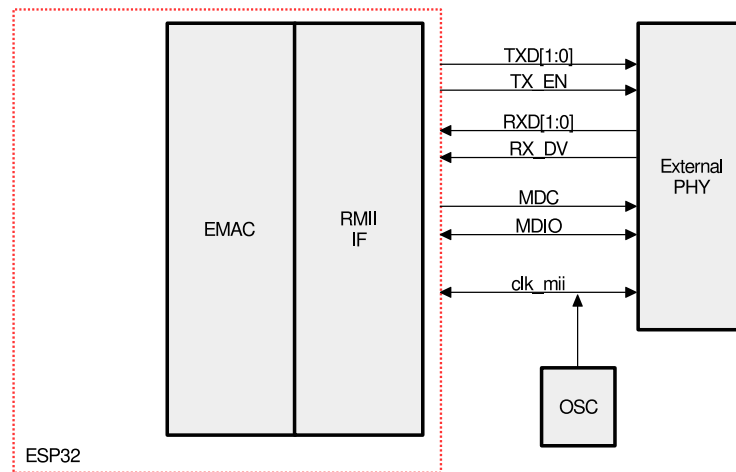 TXD[1:0]
TX_EN
RXD[1:0]
RX_DV
External
PHY
MDC
EMAC
RMII
IF
MDIO
clk_mii
OSC
ESP32